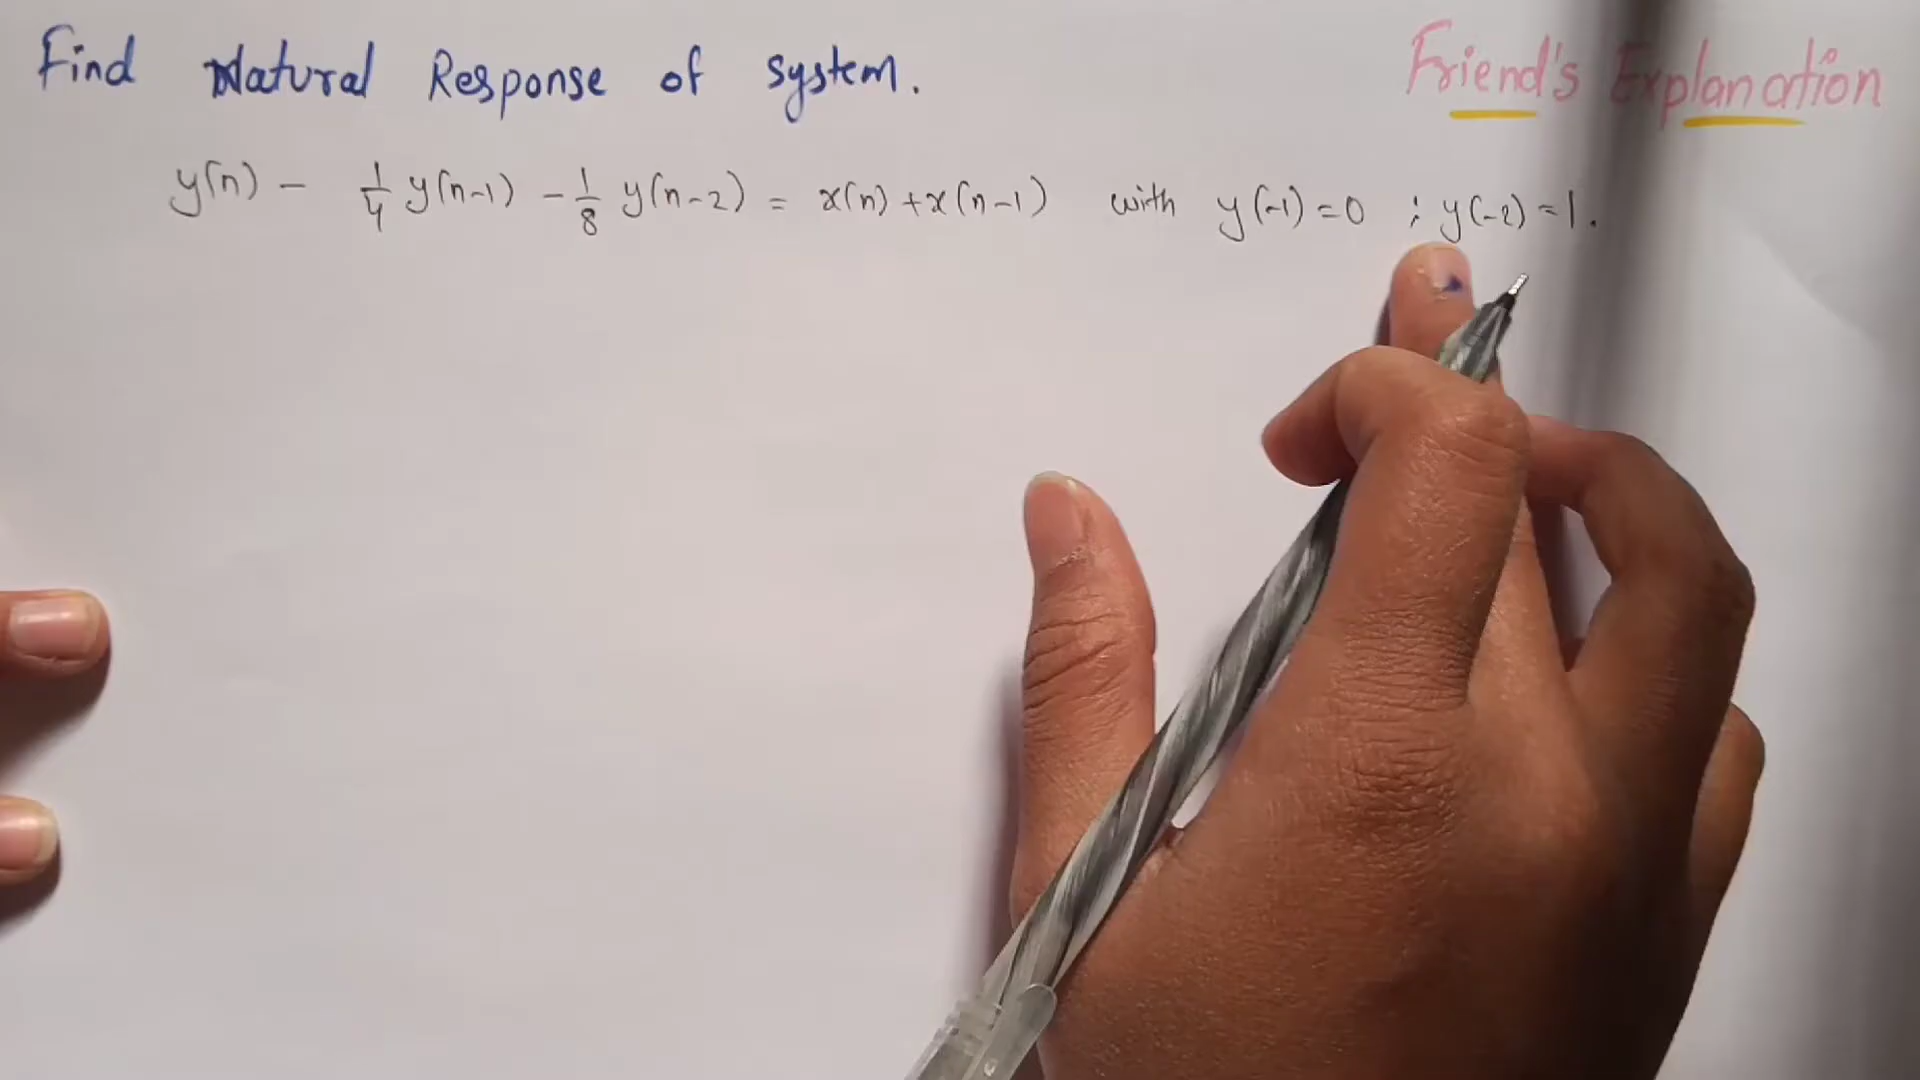 Find Natural Response of system.
Friend's Explanation
y(n) - 1/4 y(n-1) - 1/8 y(n-2) = x(n) + x(n-1) with y(-1) = 0 ; y(-2) = 1.